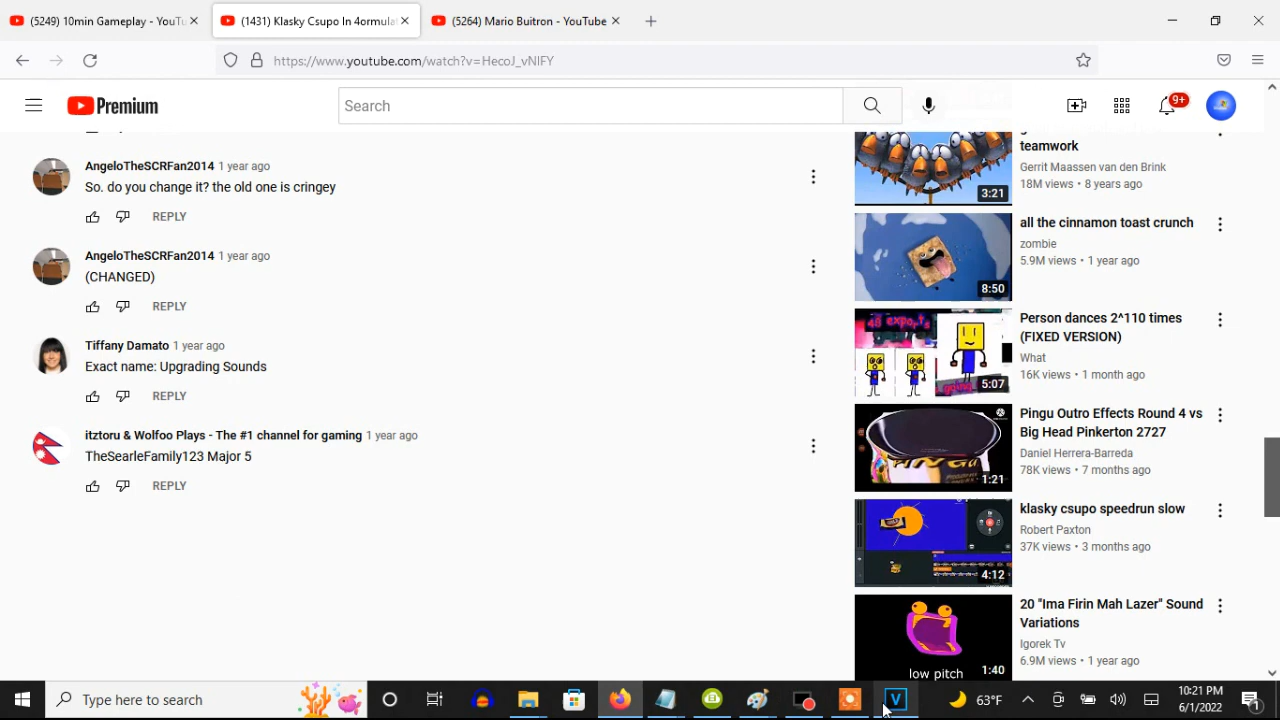 (5249) 10min Gameplay - YouTu
(1431) Klasky Csupo In 4ormulat
(5264) Mario Buitron - YouTube
https://www.youtube.com/watch?v=HecoJ_vNIFY
Premium
Search
9+
AngeloTheSCRFan2014 1 year ago
So. do you change it? the old one is cringey
REPLY
AngeloTheSCRFan2014 1 year ago
(CHANGED)
REPLY
Tiffany Damato 1 year ago
Exact name: Upgrading Sounds
REPLY
itztoru & Wolfoo Plays - The #1 channel for gaming 1 year ago
TheSearleFamily123 Major 5
REPLY
teamwork
Gerrit Maassen van den Brink
18M views • 8 years ago
3:21
all the cinnamon toast crunch
zombie
5.9M views • 1 year ago
8:50
48 exports
going
Person dances 2^110 times
(FIXED VERSION)
What
16K views • 1 month ago
5:07
Pingu Outro Effects Round 4 vs
Big Head Pinkerton 2727
Daniel Herrera-Barreda
78K views • 7 months ago
1:21
klasky csupo speedrun slow
Robert Paxton
37K views • 3 months ago
4:12
20 "Ima Firin Mah Lazer" Sound
Variations
Igorek Tv
6.9M views • 1 year ago
1:40
low pitch
Type here to search
V
63°F
10:21 PM
6/1/2022
1